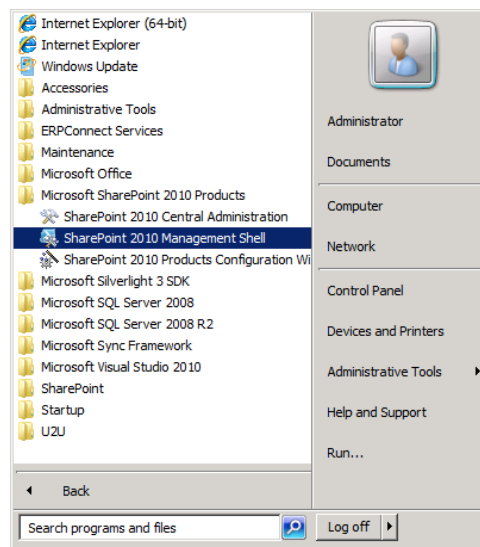 Internet Explorer (64-bit)
Internet Explorer
Windows Update
Accessories
Administrative Tools
ERPConnect Services
Maintenance
Microsoft Office
Microsoft SharePoint 2010 Products
SharePoint 2010 Central Administration
SharePoint 2010 Management Shell
SharePoint 2010 Products Configuration Wi
Microsoft Silverlight 3 SDK
Microsoft SQL Server 2008
Microsoft SQL Server 2008 R2
Microsoft Sync Framework
Microsoft Visual Studio 2010
SharePoint
Startup
U2U
Back
Search programs and files
Administrator
Documents
Computer
Network
Control Panel
Devices and Printers
Administrative Tools
Help and Support
Run...
Log off